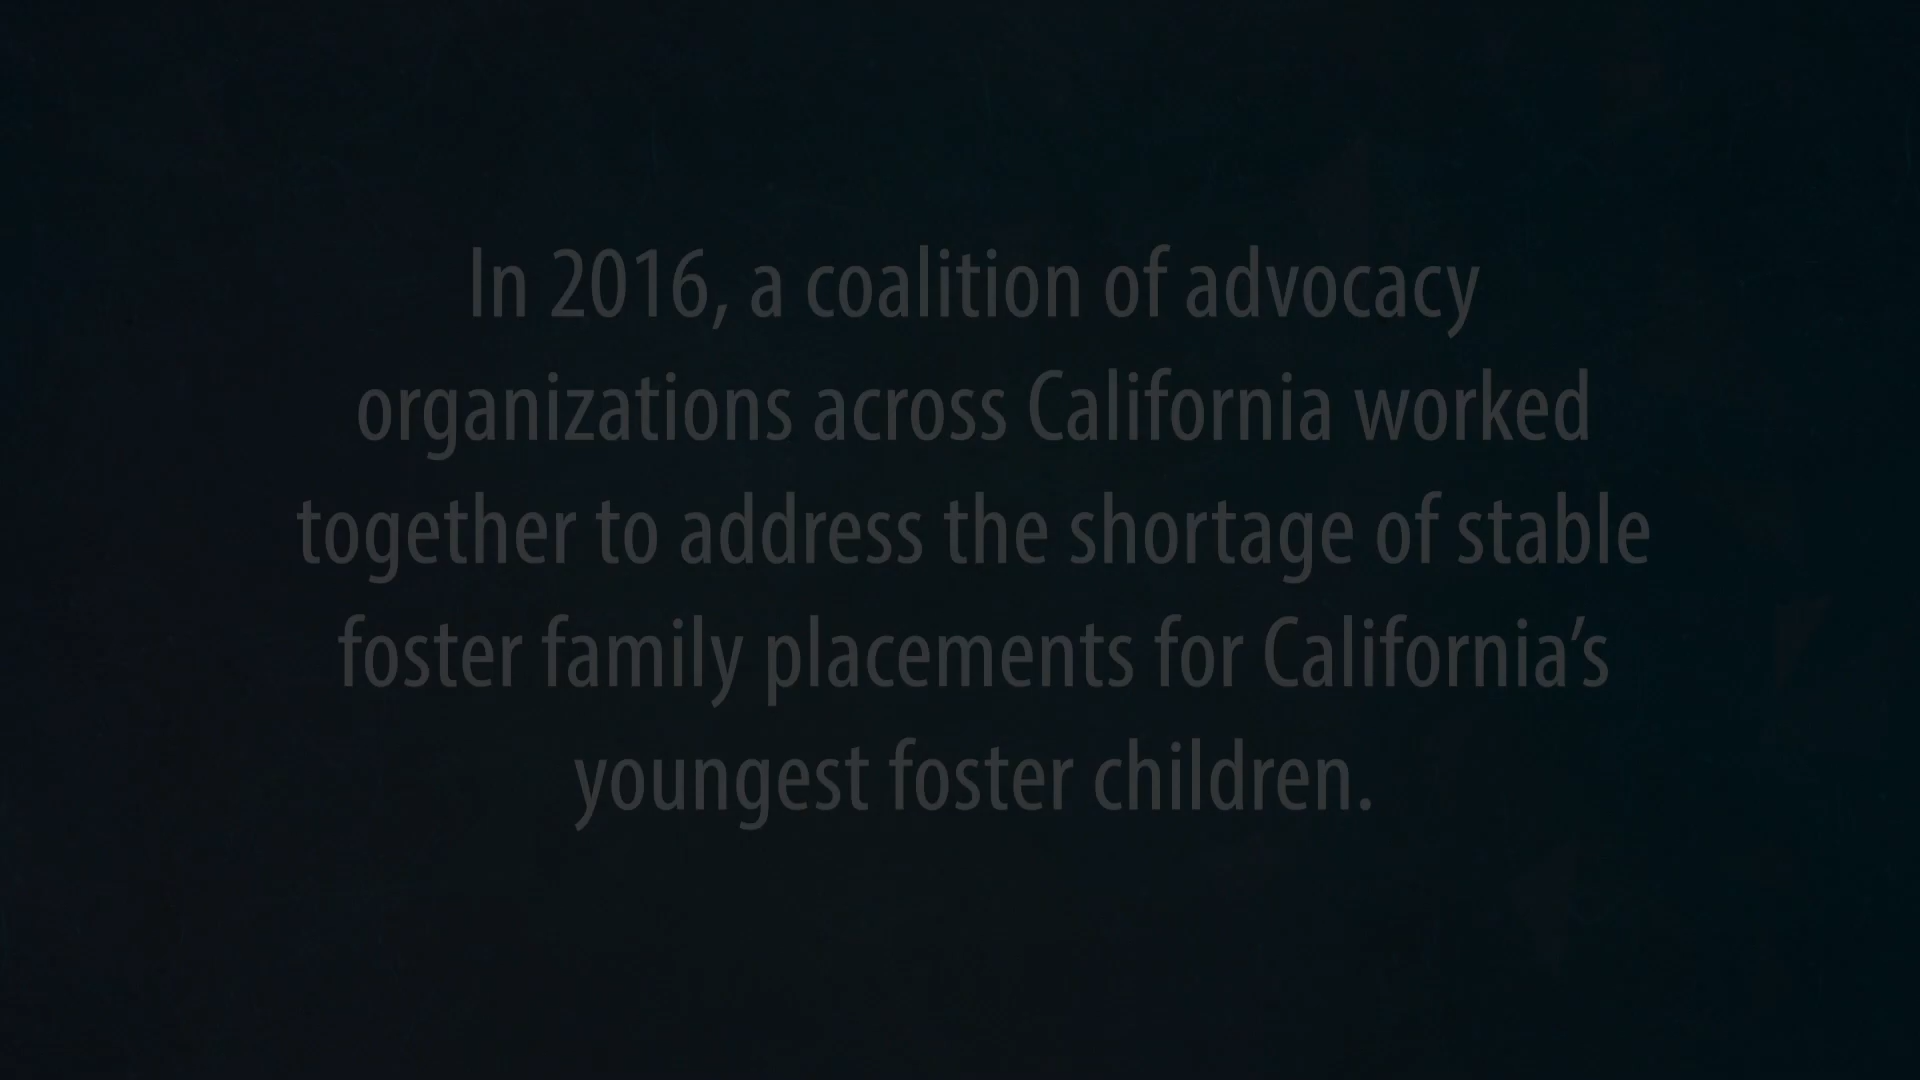 In 2016, a coalition of advocacy
organizations across California worked
together to address the shortage of stable
foster family placements for California’s
youngest foster children.